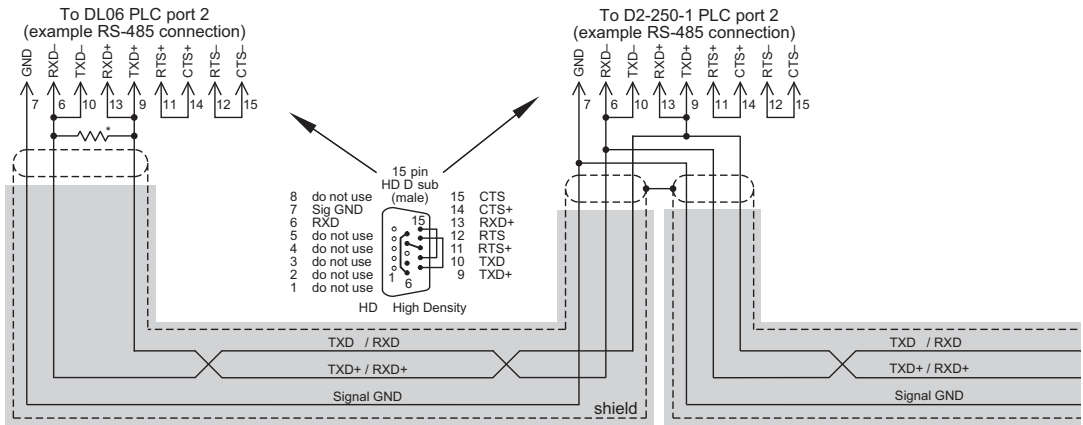 To DL06 PLC port 2
(example RS-485 connection)
GND RXD– TXD– RXD+ TXD+ RTS+ CTS+ RTS– CTS–
7 6 10 13 9 11 14 12 15
*
To D2-250-1 PLC port 2
(example RS-485 connection)
GND RXD– TXD– RXD+ TXD+ RTS+ CTS+ RTS– CTS–
7 6 10 13 9 11 14 12 15
15 pin
HD D sub
(male)
8 do not use
7 Sig GND
6 RXD
5 do not use
4 do not use
3 do not use
2 do not use
1 do not use
15
1 6
15 CTS
14 CTS+
13 RXD+
12 RTS
11 RTS+
10 TXD
9 TXD+
HD High Density
TXD / RXD
TXD+ / RXD+
Signal GND
shield
TXD / RXD
TXD+ / RXD+
Signal GND